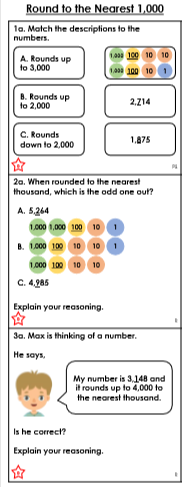 Round to the Nearest 1,000
1a. Match the descriptions to the
numbers.
A. Rounds up
to 3,000
1,000 100 10 10
1,000 100 10 1
B. Rounds up
to 2,000
2,714
C. Rounds
down to 2,000
1,875
2a. When rounded to the nearest
thousand, which is the odd one out?
A. 5,264
1,000 1,000 100 10 1
B. 1,000 100 10 10 1
1,000 100 10 10
C. 4,985
Explain your reasoning.
3a. Max is thinking of a number.
He says,
My number is 3,148 and
it rounds up to 4,000 to
the nearest thousand.
Is he correct?
Explain your reasoning.